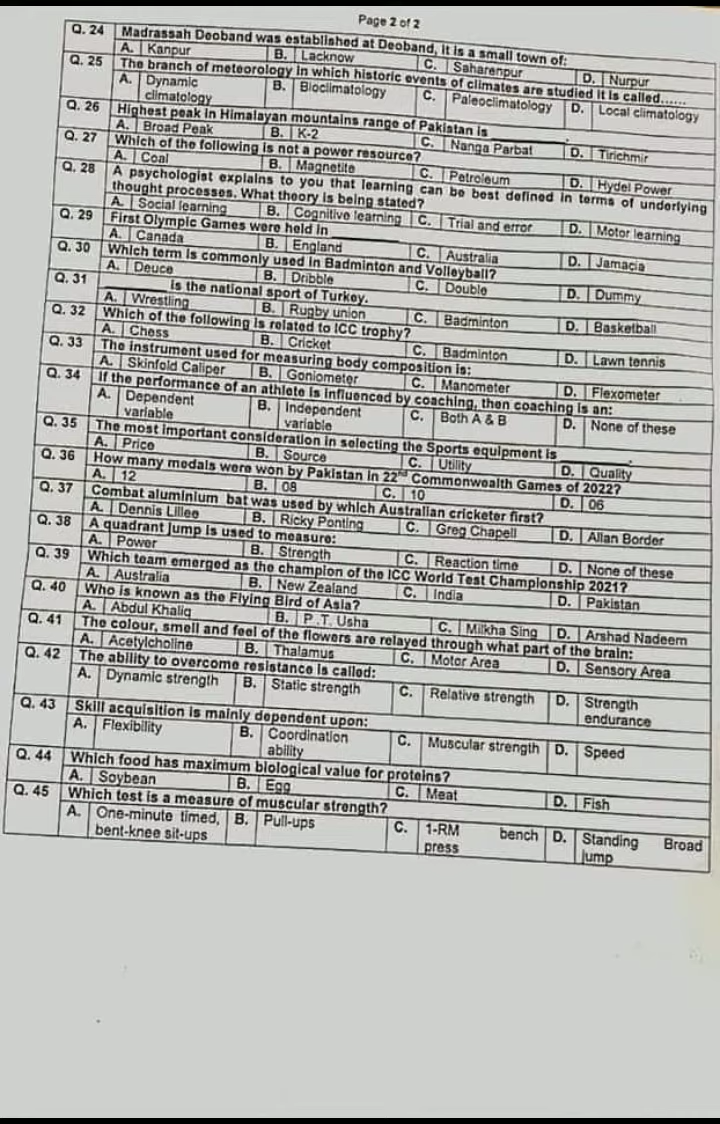 Page 2 of 2
Q. 24 Madrassah Deoband was established at Deoband, it is a small town of:
A. Kanpur B. Lacknow C. Saharenpur D. Nurpur
Q. 25 The branch of meteorology in which historic events of climates are studied it is called......
A. Dynamic climatology B. Bioclimatology C. Paleoclimatology D. Local climatology
Q. 26 Highest peak in Himalayan mountains range of Pakistan is ________.
A. Broad Peak B. K-2 C. Nanga Parbat D. Tirichmir
Q. 27 Which of the following is not a power resource?
A. Coal B. Magnetite C. Petroleum D. Hydel Power
Q. 28 A psychologist explains to you that learning can be best defined in terms of underlying
thought processes. What theory is being stated?
A. Social learning B. Cognitive learning C. Trial and error D. Motor learning
Q. 29 First Olympic Games were held in ________
A. Canada B. England C. Australia D. Jamacia
Q. 30 Which term is commonly used in Badminton and Volleyball?
A. Deuce B. Dribble C. Double D. Dummy
Q. 31 ________ is the national sport of Turkey.
A. Wrestling B. Rugby union C. Badminton D. Basketball
Q. 32 Which of the following is related to ICC trophy?
A. Chess B. Cricket C. Badminton D. Lawn tennis
Q. 33 The instrument used for measuring body composition is:
A. Skinfold Caliper B. Goniometer C. Manometer D. Flexometer
Q. 34 If the performance of an athlete is influenced by coaching, then coaching is an:
A. Dependent variable B. Independent variable C. Both A & B D. None of these
Q. 35 The most important consideration in selecting the Sports equipment is ________.
A. Price B. Source C. Utility D. Quality
Q. 36 How many medals were won by Pakistan in 22nd Commonwealth Games of 2022?
A. 12 B. 08 C. 10 D. 06
Q. 37 Combat aluminium bat was used by which Australian cricketer first?
A. Dennis Lillee B. Ricky Ponting C. Greg Chapell D. Allan Border
Q. 38 A quadrant jump is used to measure:
A. Power B. Strength C. Reaction time D. None of these
Q. 39 Which team emerged as the champion of the ICC World Test Championship 2021?
A. Australia B. New Zealand C. India D. Pakistan
Q. 40 Who is known as the Flying Bird of Asia?
A. Abdul Khaliq B. P.T. Usha C. Milkha Sing D. Arshad Nadeem
Q. 41 The colour, smell and feel of the flowers are relayed through what part of the brain:
A. Acetylcholine B. Thalamus C. Motor Area D. Sensory Area
Q. 42 The ability to overcome resistance is called:
A. Dynamic strength B. Static strength C. Relative strength D. Strength endurance
Q. 43 Skill acquisition is mainly dependent upon:
A. Flexibility B. Coordination ability C. Muscular strength D. Speed
Q. 44 Which food has maximum biological value for proteins?
A. Soybean B. Egg C. Meat D. Fish
Q. 45 Which test is a measure of muscular strength?
A. One-minute timed, bent-knee sit-ups B. Pull-ups C. 1-RM bench press D. Standing Broad jump